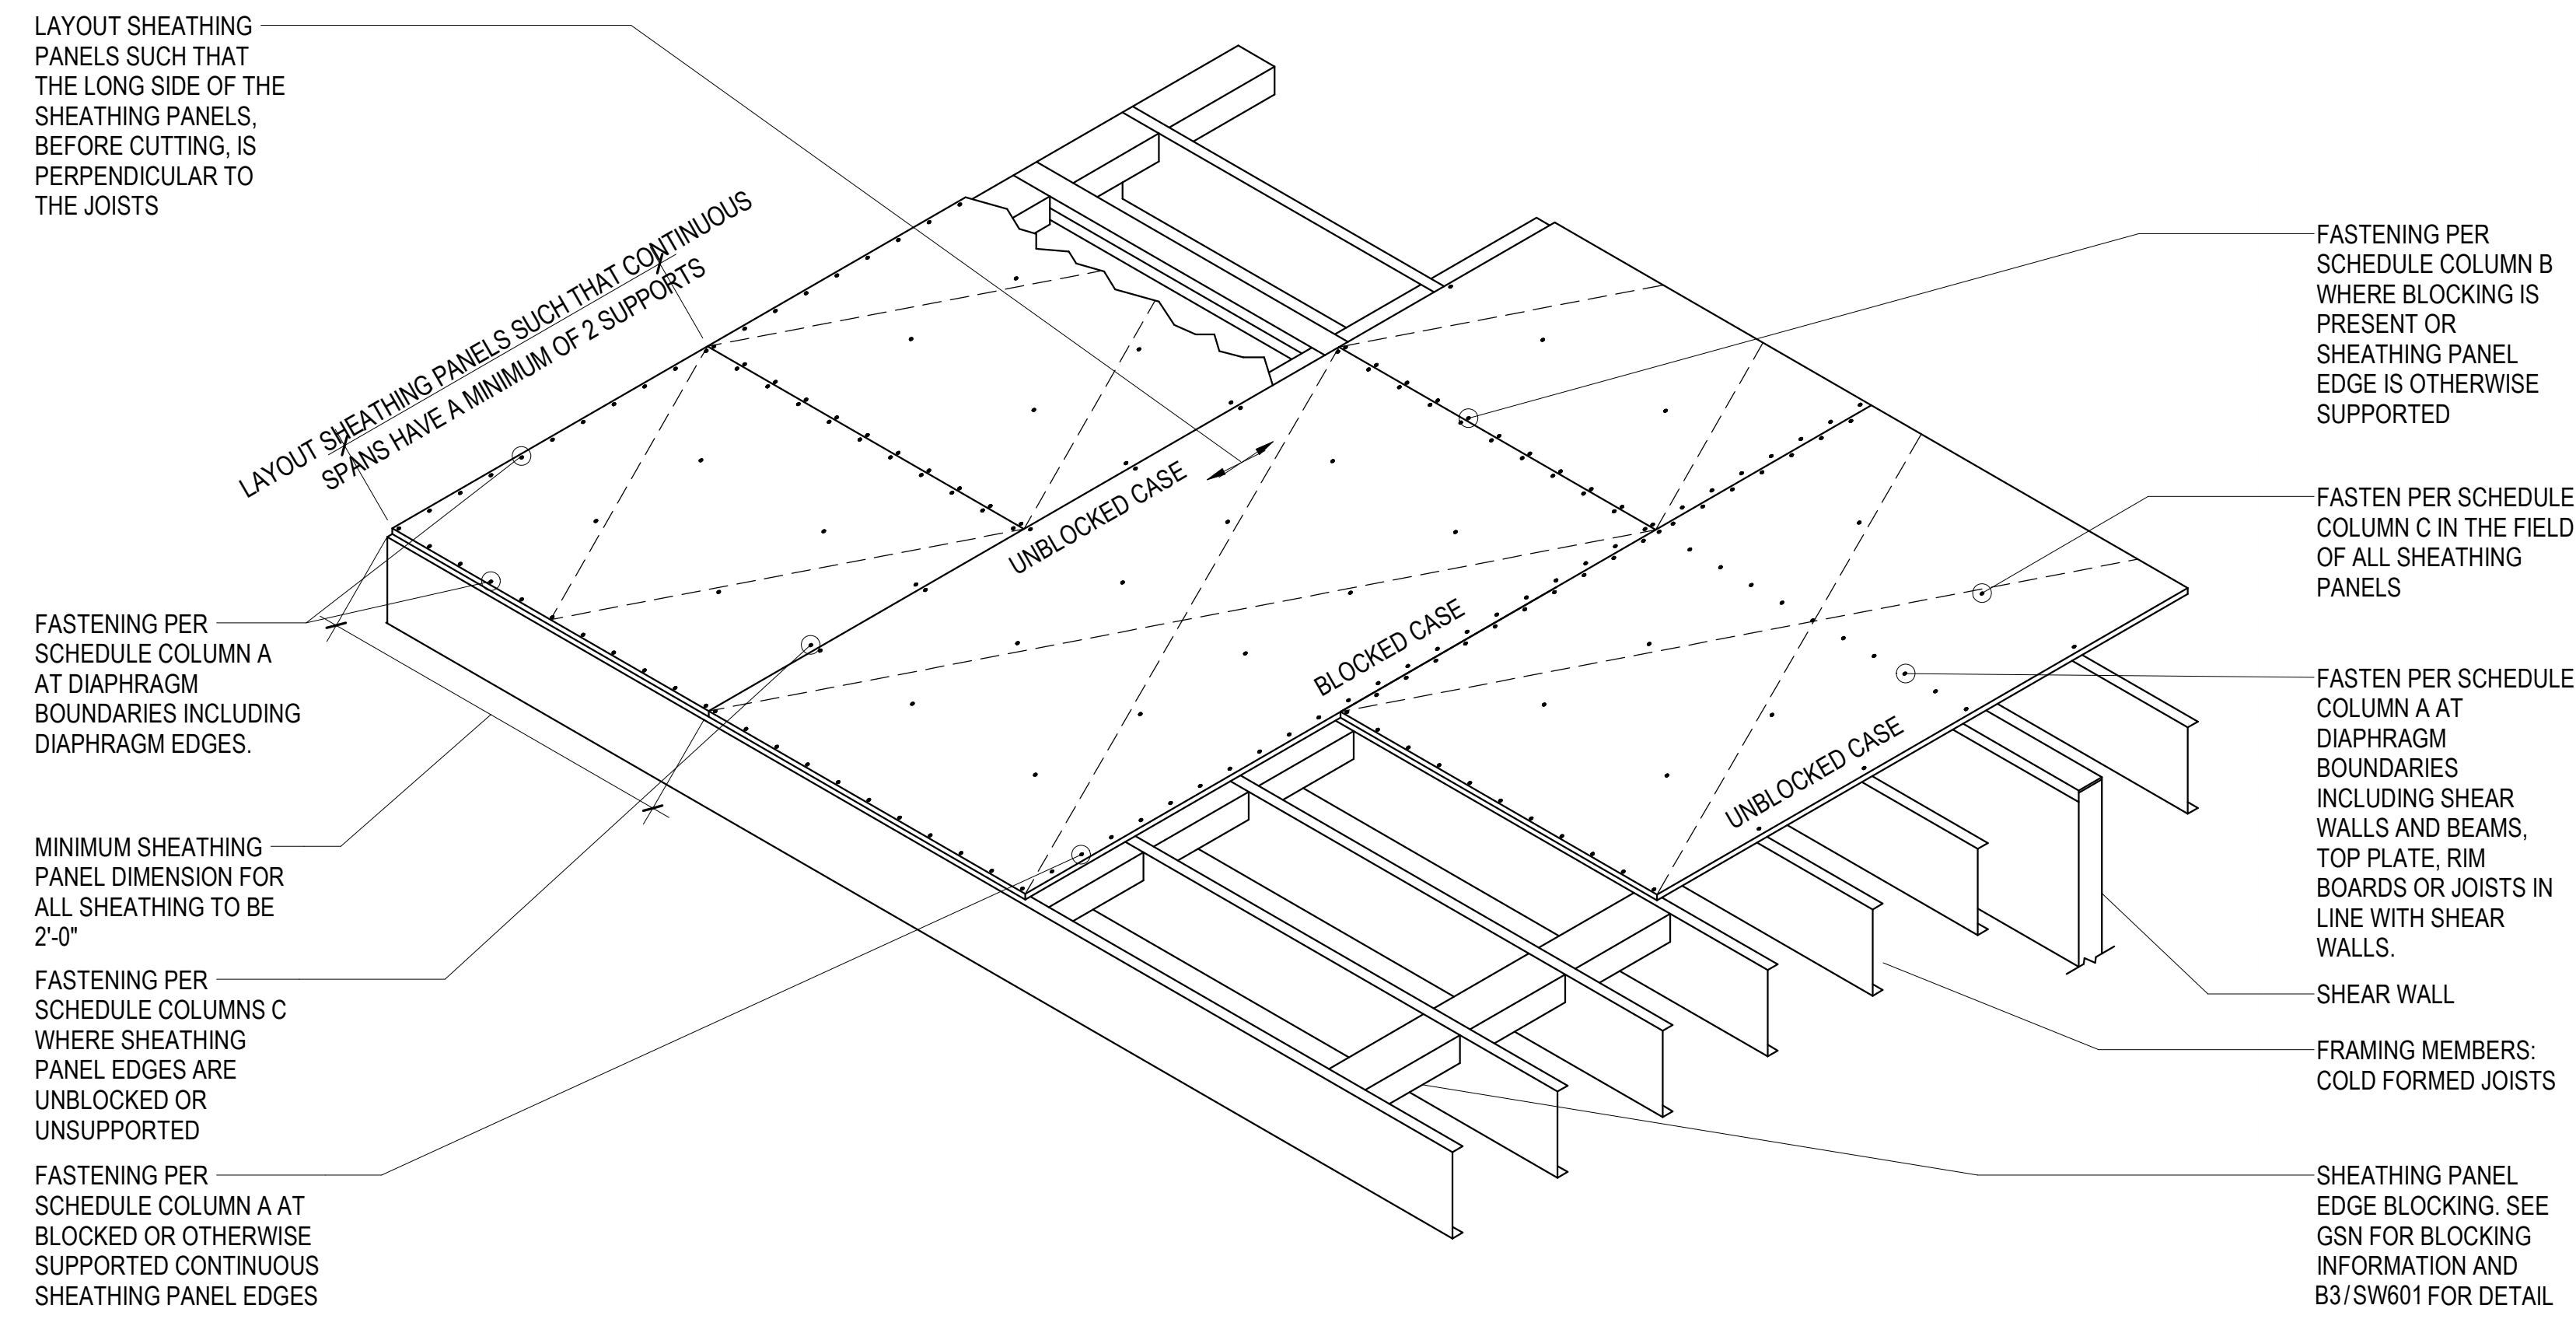 LAYOUT SHEATHING
PANELS SUCH THAT
THE LONG SIDE OF THE
SHEATHING PANELS,
BEFORE CUTTING, IS
PERPENDICULAR TO
THE JOISTS
LAYOUT SHEATHING PANELS SUCH THAT CONTINUOUS
SPANS HAVE A MINIMUM OF 2 SUPPORTS
FASTENING PER
SCHEDULE COLUMN A
AT DIAPHRAGM
BOUNDARIES INCLUDING
DIAPHRAGM EDGES.
MINIMUM SHEATHING
PANEL DIMENSION FOR
ALL SHEATHING TO BE
2'-0"
FASTENING PER
SCHEDULE COLUMNS C
WHERE SHEATHING
PANEL EDGES ARE
UNBLOCKED OR
UNSUPPORTED
FASTENING PER
SCHEDULE COLUMN A AT
BLOCKED OR OTHERWISE
SUPPORTED CONTINUOUS
SHEATHING PANEL EDGES
UNBLOCKED CASE
BLOCKED CASE
UNBLOCKED CASE
FASTENING PER
SCHEDULE COLUMN B
WHERE BLOCKING IS
PRESENT OR
SHEATHING PANEL
EDGE IS OTHERWISE
SUPPORTED
FASTEN PER SCHEDULE
COLUMN C IN THE FIELD
OF ALL SHEATHING
PANELS
FASTEN PER SCHEDULE
COLUMN A AT
DIAPHRAGM
BOUNDARIES
INCLUDING SHEAR
WALLS AND BEAMS,
TOP PLATE, RIM
BOARDS OR JOISTS IN
LINE WITH SHEAR
WALLS.
SHEAR WALL
FRAMING MEMBERS:
COLD FORMED JOISTS
SHEATHING PANEL
EDGE BLOCKING. SEE
GSN FOR BLOCKING
INFORMATION AND
B3/SW601 FOR DETAIL